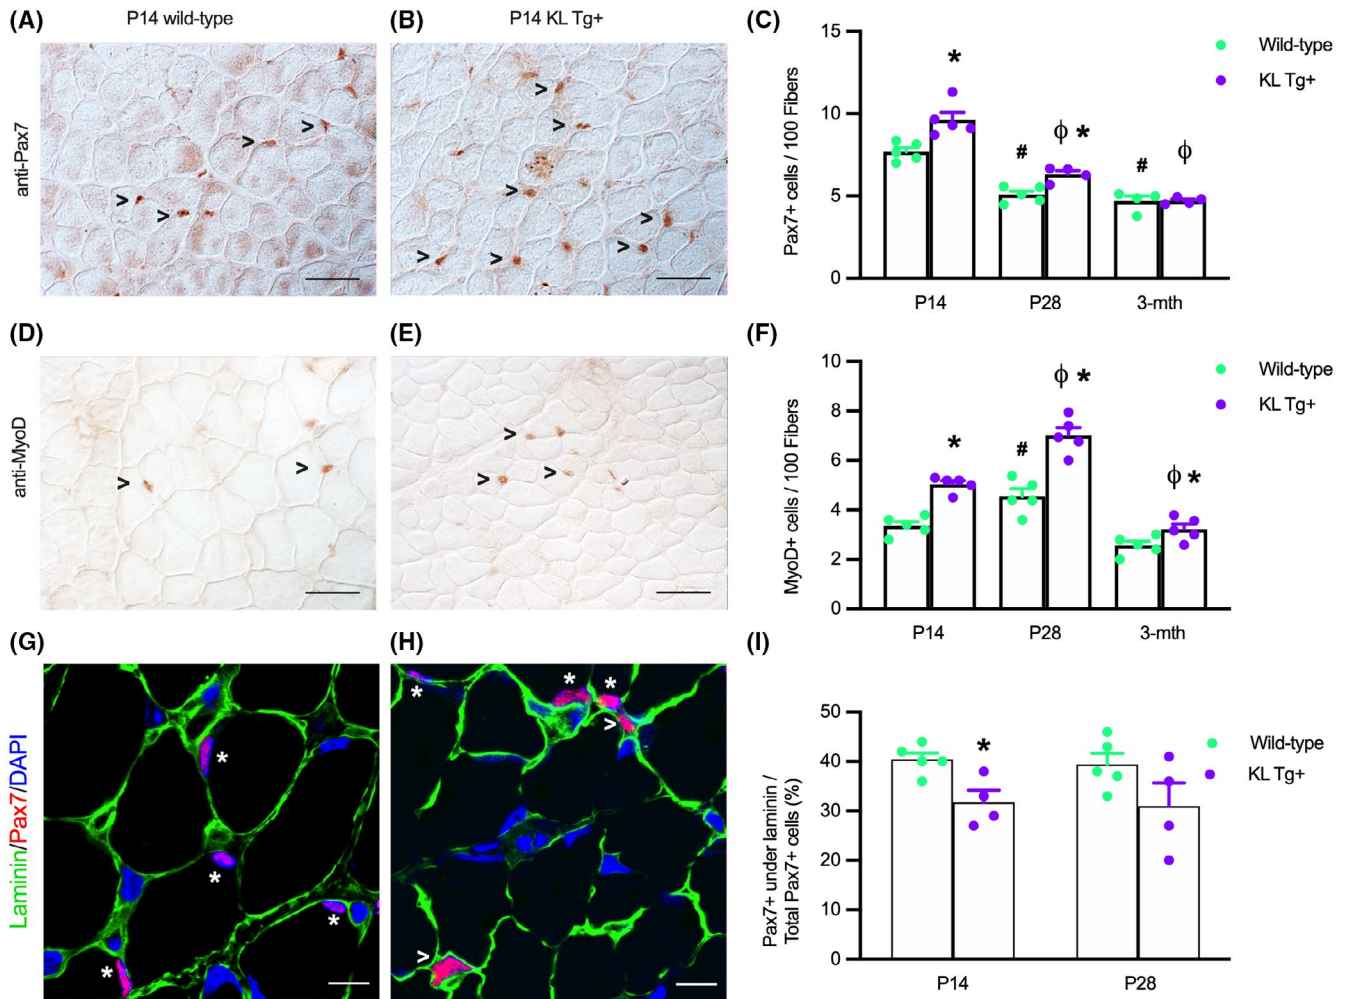 (A) P14 wild-type
(B) P14 KL Tg+
(C)
anti-Pax7
>
>
>
>
>
>
>
>
>
>
>
Pax7+ cells / 100 Fibers
15
10
5
0
*
#
ϕ *
#
ϕ
P14 P28 3-mth
Wild-type
KL Tg+
(D)
(E)
(F)
anti-MyoD
>
>
>
>
>
MyoD+ cells / 100 Fibers
10
8
6
4
2
0
*
#
ϕ *
ϕ *
P14 P28 3-mth
Wild-type
KL Tg+
(G)
(H)
(I)
Laminin/Pax7/DAPI
*
*
*
*
*
*
*
>
>
Pax7+ under laminin /
Total Pax7+ cells (%)
50
40
30
20
10
0
*
P14 P28
Wild-type
KL Tg+